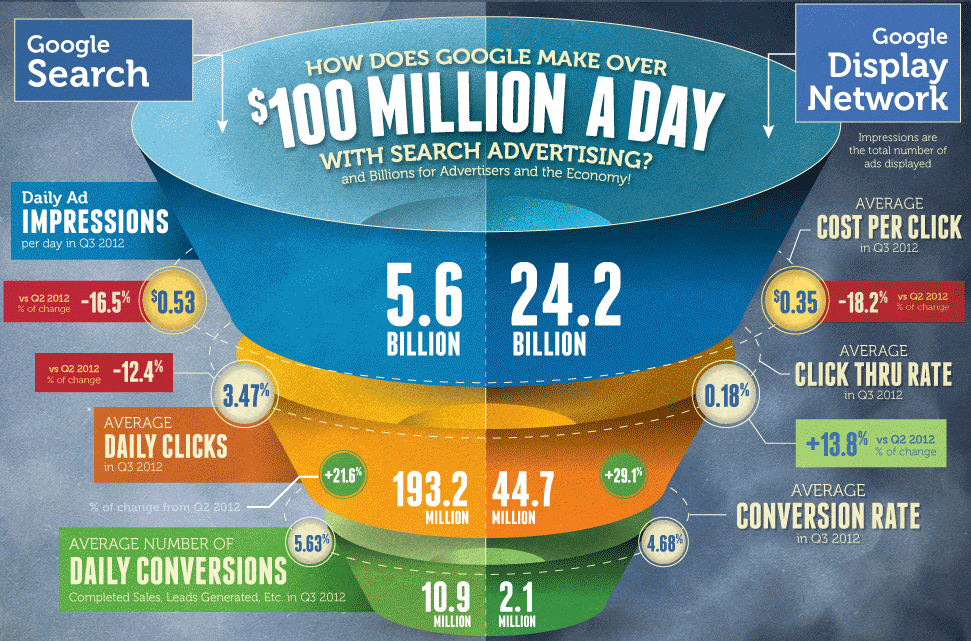 Google
Search
HOW DOES GOOGLE MAKE OVER
$100 MILLION A DAY
WITH SEARCH ADVERTISING?
and Billions for Advertisers and the Economy!
Google
Display
Network
Impressions are
the total number of
ads displayed
Daily Ad
IMPRESSIONS
per day in Q3 2012
5.6
BILLION
24.2
BILLION
AVERAGE
COST PER CLICK
in Q3 2012
vs Q2 2012
% of change
-16.5%
$0.53
$0.35
-18.2%
vs Q2 2012
% of change
vs Q2 2012
% of change
-12.4%
3.47%
0.18%
AVERAGE
CLICK THRU RATE
in Q3 2012
+13.8%
vs Q2 2012
% of change
AVERAGE
DAILY CLICKS
in Q3 2012
+21.6%
193.2
MILLION
44.7
MILLION
+29.1%
% of change from Q2 2012
AVERAGE
CONVERSION RATE
in Q3 2012
5.63%
4.68%
AVERAGE NUMBER OF
DAILY CONVERSIONS
Completed Sales, Leads Generated, Etc. in Q3 2012
10.9
MILLION
2.1
MILLION